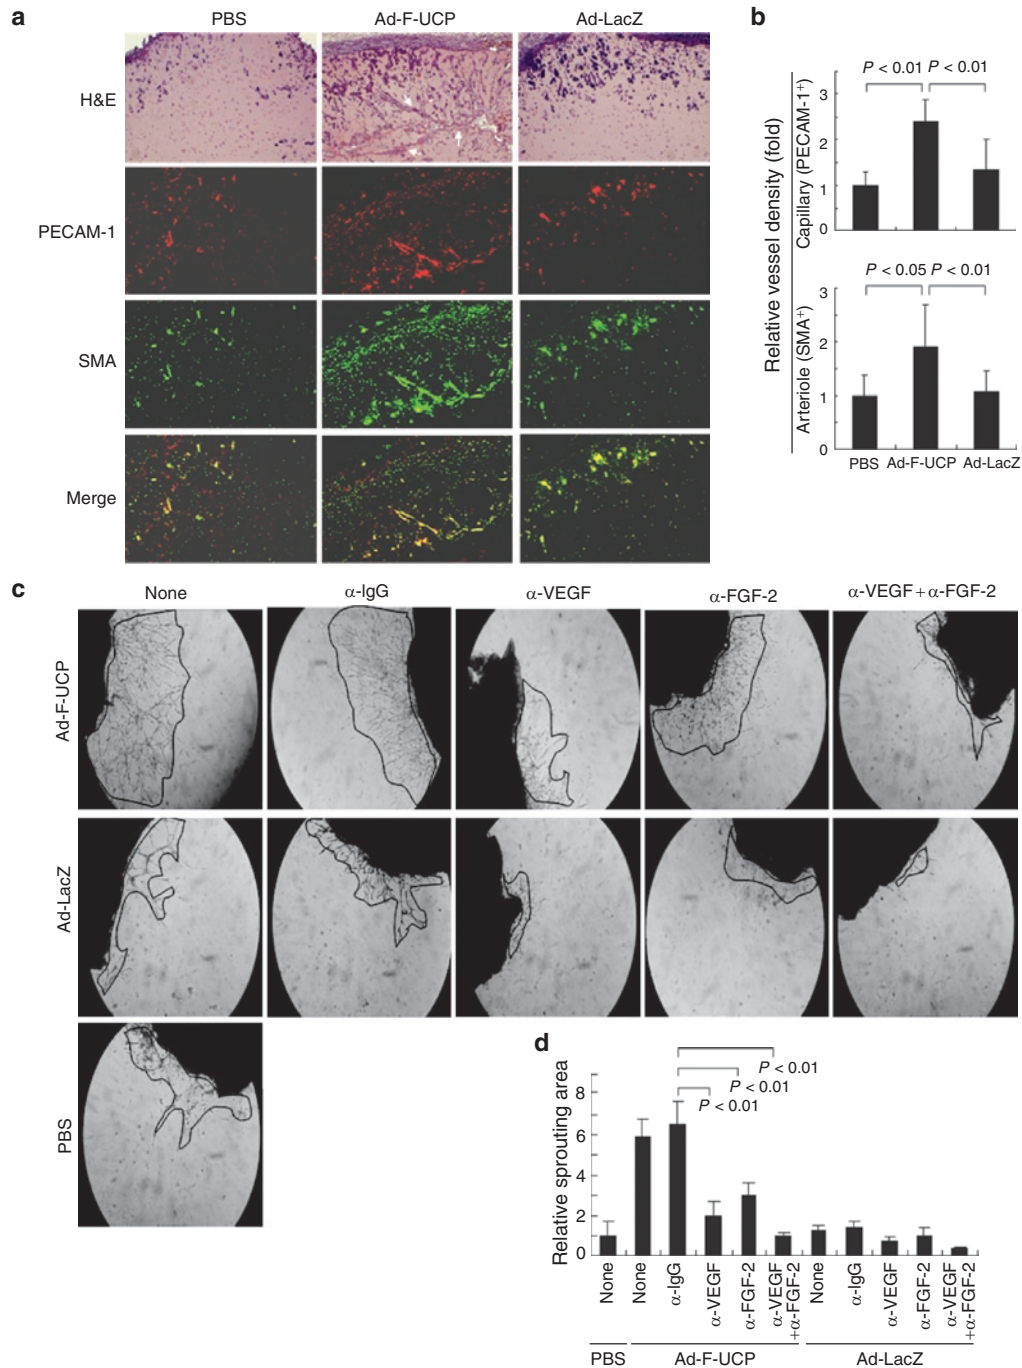 a
PBS
Ad-F-UCP
Ad-LacZ
H&E
PECAM-1
SMA
Merge
b
P < 0.01
P < 0.01
Relative vessel density (fold)
Capillary (PECAM-1⁺)
3
2
1
0
P < 0.05
P < 0.01
Arteriole (SMA⁺)
3
2
1
0
PBS
Ad-F-UCP
Ad-LacZ
c
None
α-IgG
α-VEGF
α-FGF-2
α-VEGF+α-FGF-2
Ad-F-UCP
Ad-LacZ
PBS
d
P < 0.01
P < 0.01
P < 0.01
Relative sprouting area
8
6
4
2
0
None
None
α-IgG
α-VEGF
α-FGF-2
α-VEGF
+α-FGF-2
None
α-IgG
α-VEGF
α-FGF-2
α-VEGF
+α-FGF-2
PBS
Ad-F-UCP
Ad-LacZ